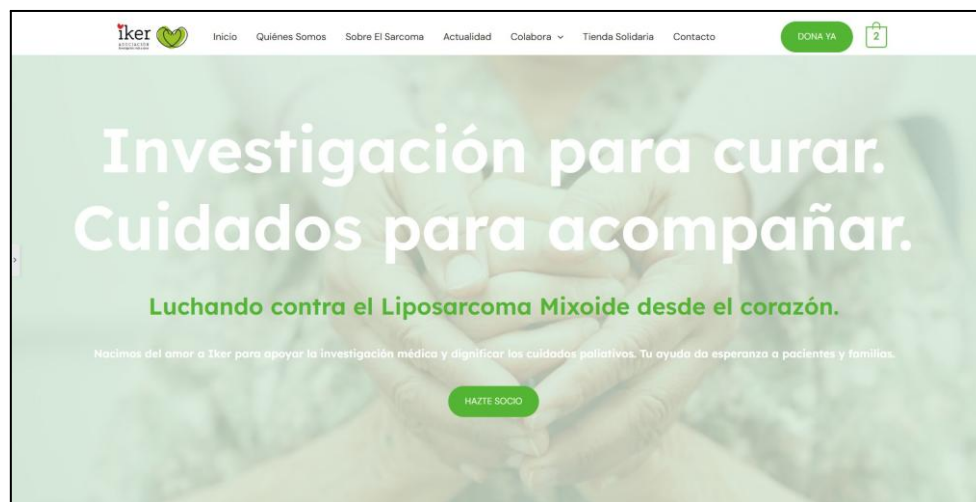 iker
ASOCIACIÓN
Inicio
Quiénes Somos
Sobre El Sarcoma
Actualidad
Colabora
Tienda Solidaria
Contacto
DONA YA
2
Investigación para curar.
Cuidados para acompañar.
Luchando contra el Liposarcoma Mixoide desde el corazón.
Nacimos del amor a Iker para apoyar la investigación médica y dignificar los cuidados paliativos. Tu ayuda da esperanza a pacientes y familias.
HAZTE SOCIO